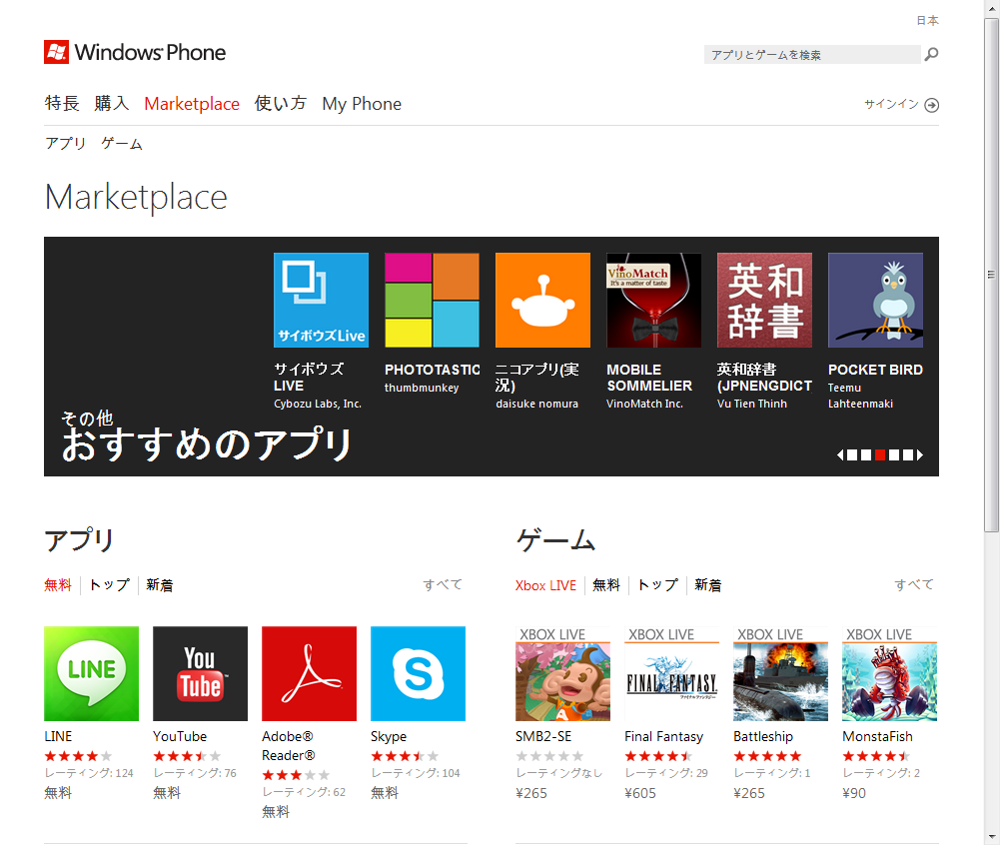 日本
Windows Phone
アプリとゲームを検索
特長 購入 Marketplace 使い方 My Phone
サインイン
アプリ ゲーム
Marketplace
サイボウズLive
VinoMatch
It's a matter of taste
英和
辞書
サイボウズ
LIVE
Cybozu Labs, Inc.
PHOTOTASTIC
thumbmunkey
ニコアプリ(実
況)
daisuke nomura
MOBILE
SOMMELIER
VinoMatch Inc.
英和辞書
(JPNENGDICT
Vu Tien Thinh
POCKET BIRD
Teemu
Lahteenmaki
その他
おすすめのアプリ
アプリ
無料 トップ 新着 すべて
LINE
You
Tube
LINE
レーティング: 124
無料
YouTube
レーティング: 76
無料
Adobe®
Reader®
レーティング: 62
無料
Skype
レーティング: 104
無料
ゲーム
Xbox LIVE 無料 トップ 新着 すべて
XBOX LIVE
SMB2-SE
レーティングなし
¥265
XBOX LIVE
FINAL FANTASY
ファイナルファンタジー
Final Fantasy
レーティング: 29
¥605
XBOX LIVE
Battleship
レーティング: 1
¥265
XBOX LIVE
MonstaFish
レーティング: 2
¥90